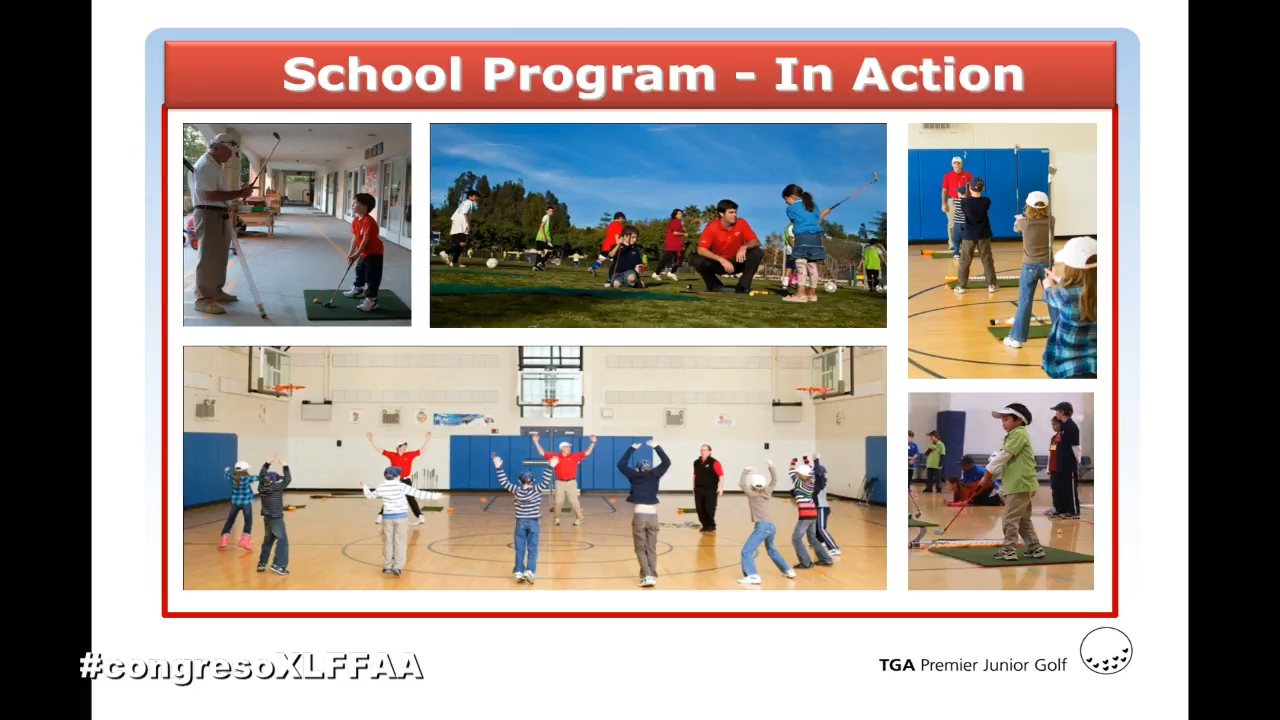 School Program - In Action
#congresoXLFFAA
TGA Premier Junior Golf